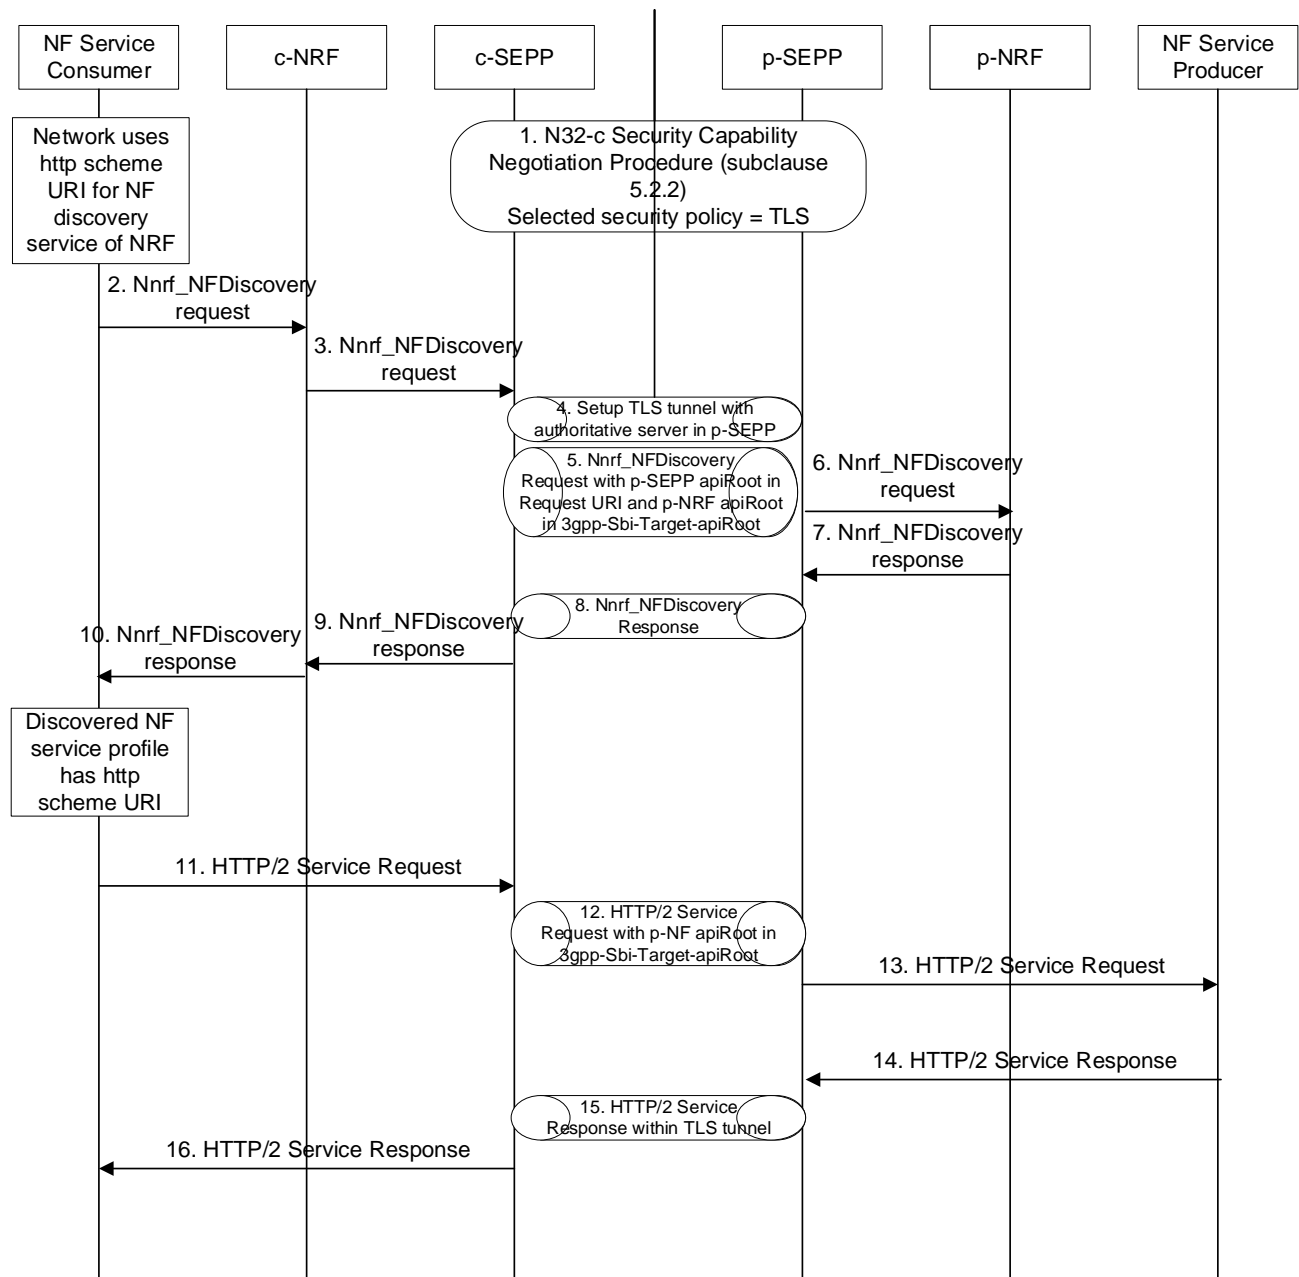 NF Service
Consumer
c-NRF
c-SEPP
p-SEPP
p-NRF
NF Service
Producer
Network uses
http scheme
URI for NF
discovery
service of NRF
1. N32-c Security Capability
Negotiation Procedure (subclause
5.2.2)
Selected security policy = TLS
2. Nnrf_NFDiscovery
request
3. Nnrf_NFDiscovery
request
4. Setup TLS tunnel with
authoritative server in p-SEPP
5. Nnrf_NFDiscovery
Request with p-SEPP apiRoot in
Request URI and p-NRF apiRoot
in 3gpp-Sbi-Target-apiRoot
6. Nnrf_NFDiscovery
request
7. Nnrf_NFDiscovery
response
8. Nnrf_NFDiscovery
Response
9. Nnrf_NFDiscovery
response
10. Nnrf_NFDiscovery
response
Discovered NF
service profile
has http
scheme URI
11. HTTP/2 Service Request
12. HTTP/2 Service
Request with p-NF apiRoot in
3gpp-Sbi-Target-apiRoot
13. HTTP/2 Service Request
14. HTTP/2 Service Response
15. HTTP/2 Service
Response within TLS tunnel
16. HTTP/2 Service Response